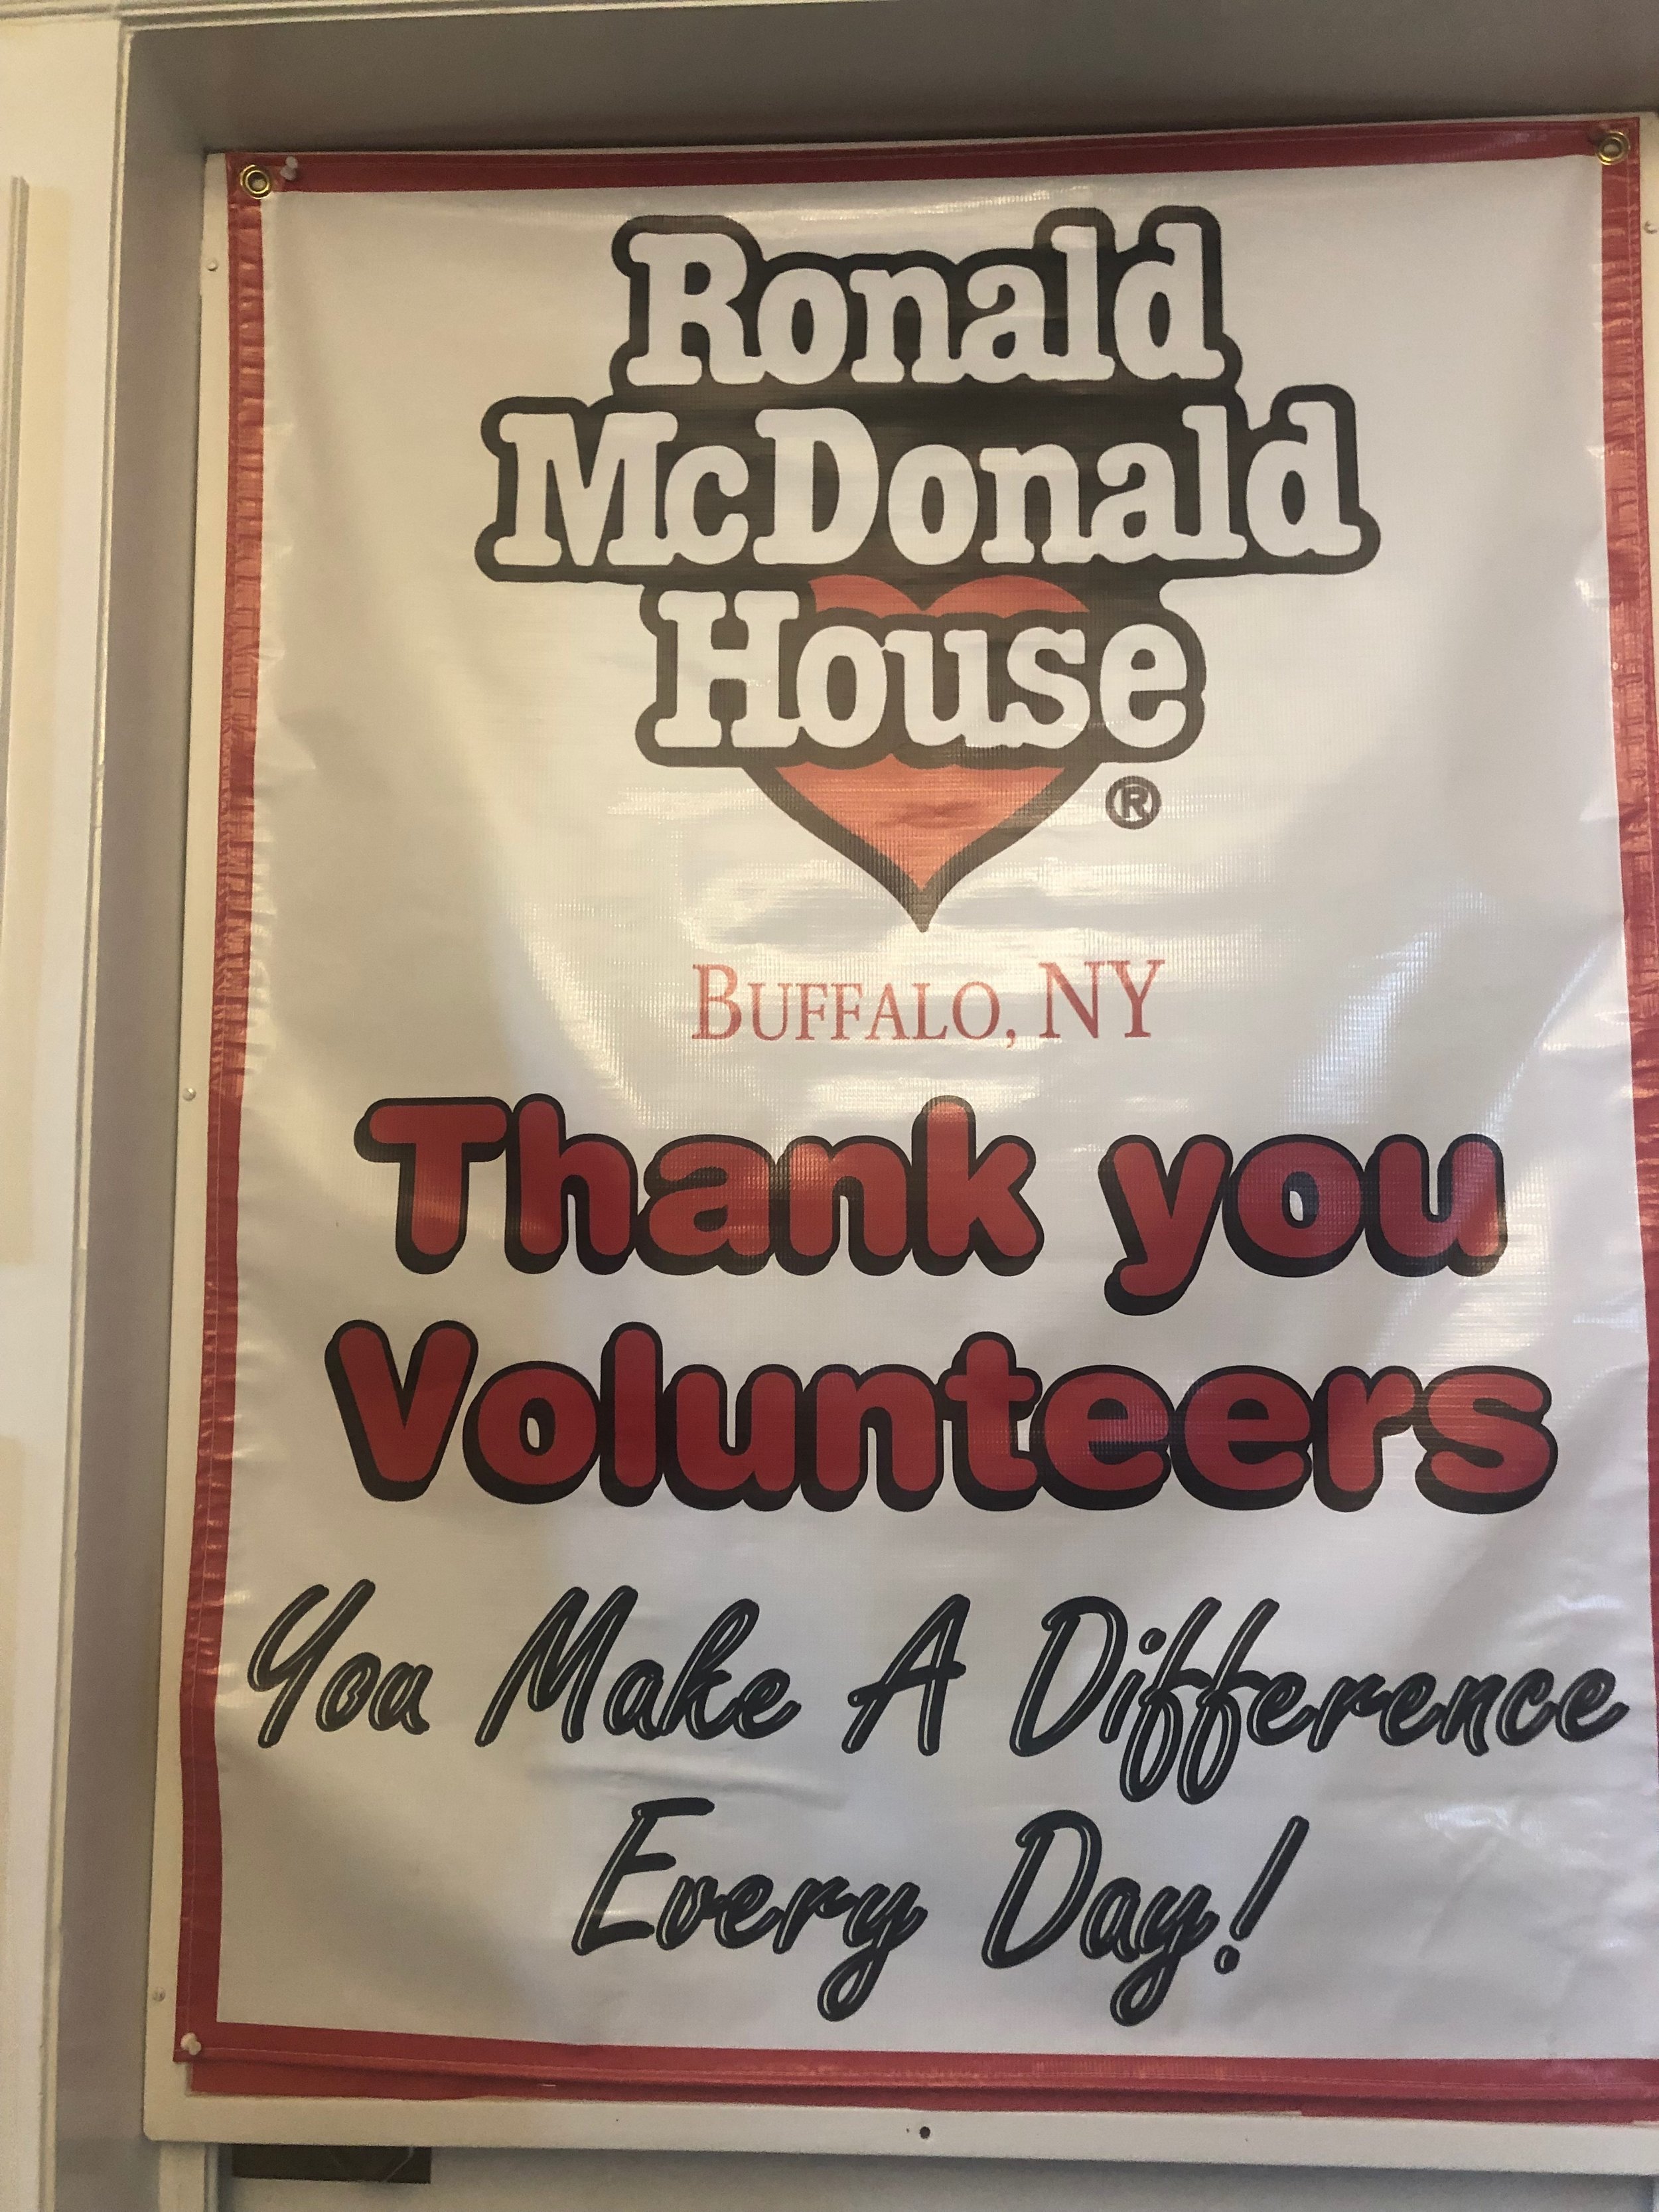 Ronald
McDonald
House
®
BUFFALO, NY
Thank you
Volunteers
You Make A Difference
Every Day!